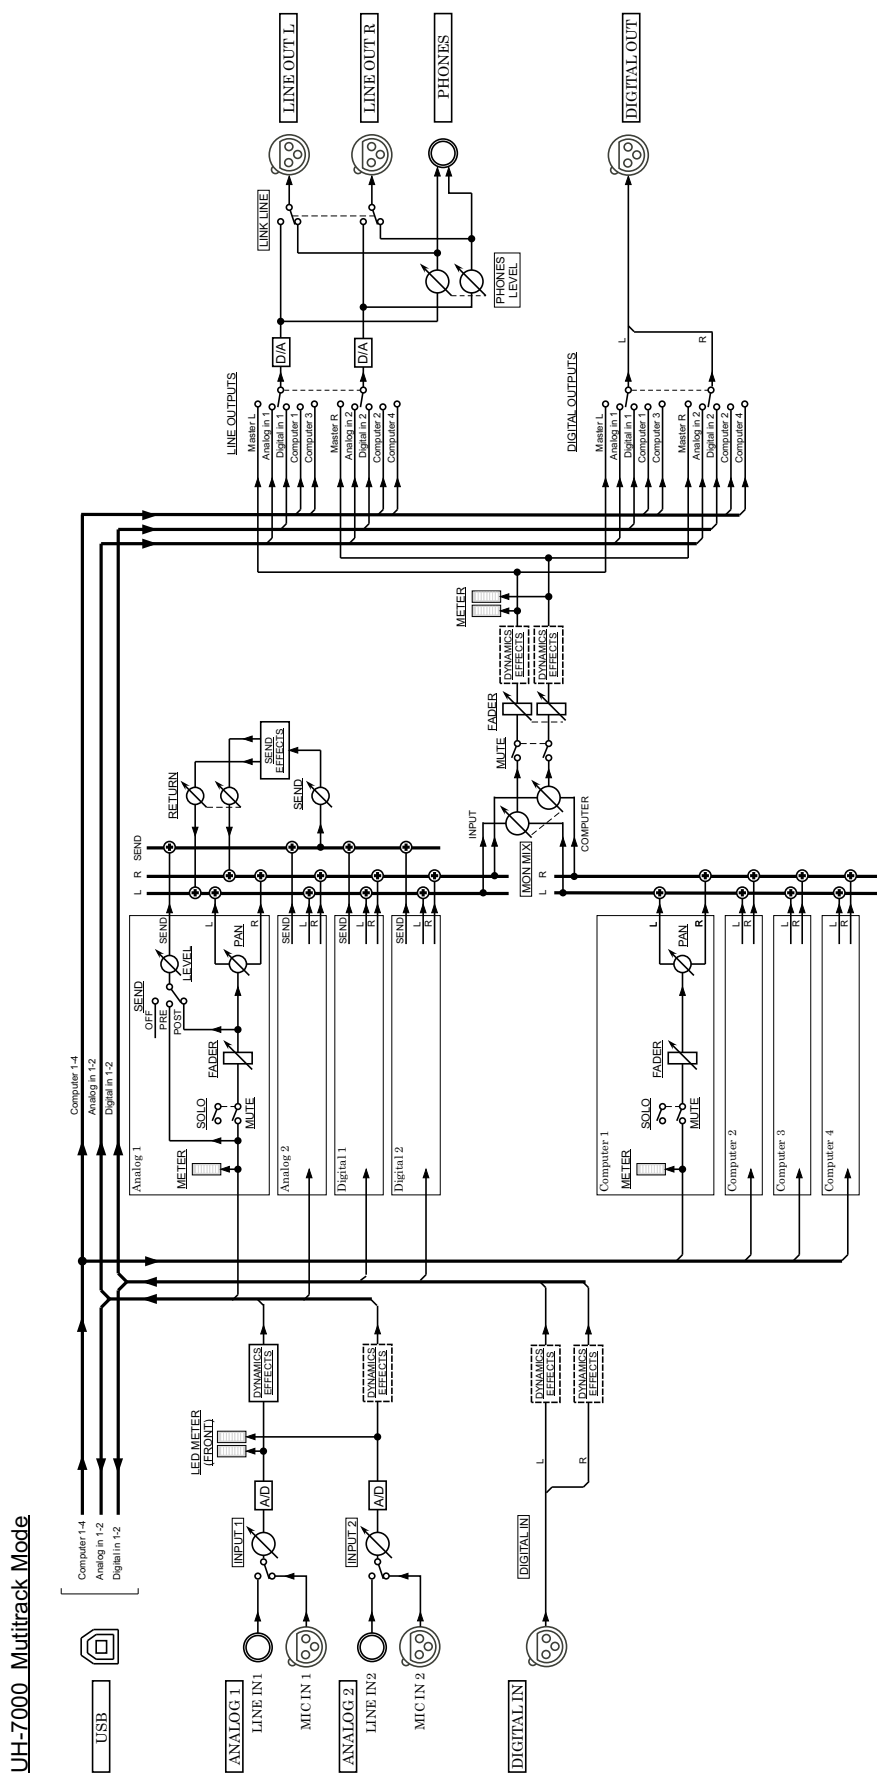 UH-7000 Mutitrack Mode
USB
Computer 1-4
Analog in 1-2
Digital in 1-2
ANALOG 1
LINE IN1
MIC IN 1
INPUT 1
A/D
LED METER
(FRONT)
DYNAMICS
EFFECTS
ANALOG 2
LINE IN2
MIC IN 2
INPUT 2
A/D
DYNAMICS
EFFECTS
DIGITAL IN
DIGITAL IN
L
R
DYNAMICS
EFFECTS
DYNAMICS
EFFECTS
Computer 1-4
Analog in 1-2
Digital in 1-2
Analog 1
METER
SOLO
MUTE
FADER
SEND
OFF
PRE
POST
LEVEL
PAN
SEND
L
R
Analog 2
SEND
L
R
Digital 1
SEND
L
R
Digital 2
SEND
L
R
Computer 1
METER
SOLO
MUTE
FADER
PAN
L
R
Computer 2
L
R
Computer 3
L
R
Computer 4
L
R
L
R
SEND
RETURN
SEND
SEND
EFFECTS
L
R
MON MIX
INPUT
COMPUTER
MUTE
FADER
DYNAMICS
EFFECTS
DYNAMICS
EFFECTS
METER
LINE OUTPUTS
Master L
Analog in 1
Digital in 1
Computer 1
Computer 3
Master R
Analog in 2
Digital in 2
Computer 2
Computer 4
D/A
D/A
LINK LINE
PHONES
LEVEL
LINE OUT L
LINE OUT R
PHONES
DIGITAL OUTPUTS
Master L
Analog in 1
Digital in 1
Computer 1
Computer 3
Master R
Analog in 2
Digital in 2
Computer 2
Computer 4
L
R
DIGITAL OUT